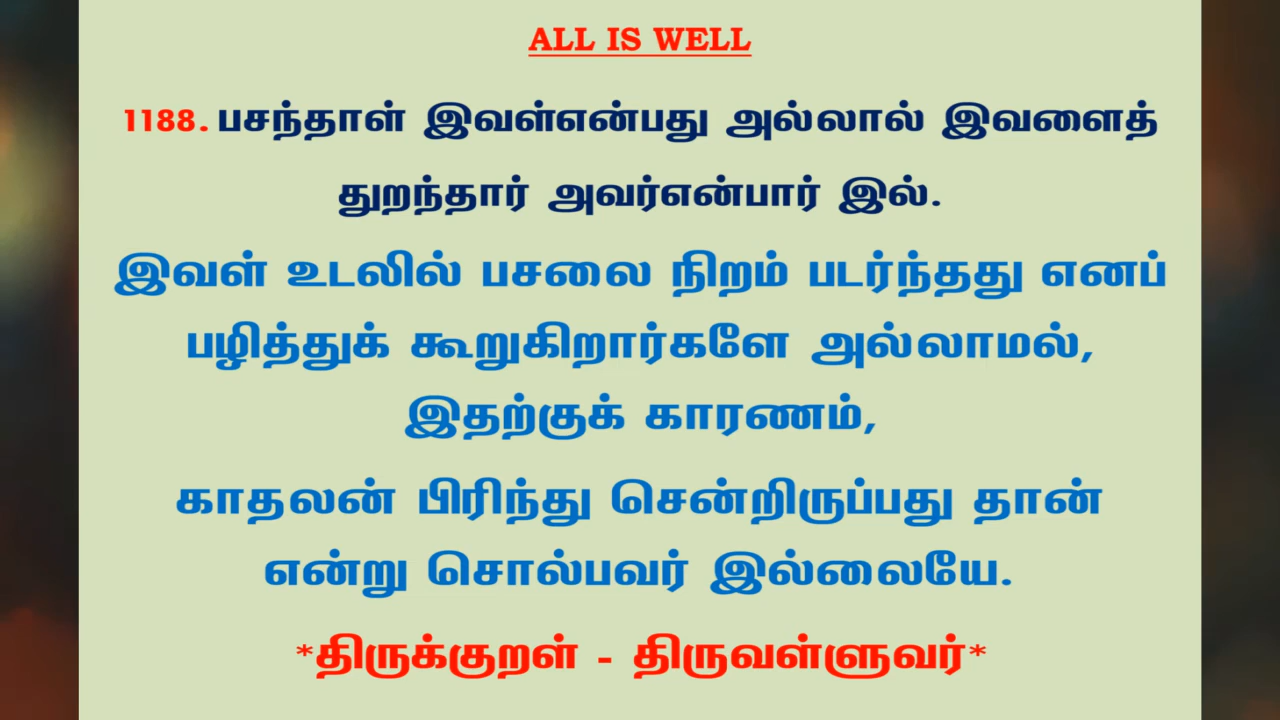 ALL IS WELL
1188. பசந்தாள் இவள்என்பது அல்லால் இவளைத்
துறந்தார் அவர்என்பார் இல்.
இவள் உடலில் பசலை நிறம் படர்ந்தது எனப்
பழித்துக் கூறுகிறார்களே அல்லாமல்,
இதற்குக் காரணம்,
காதலன் பிரிந்து சென்றிருப்பது தான்
என்று சொல்பவர் இல்லையே.
*திருக்குறள் - திருவள்ளுவர்*